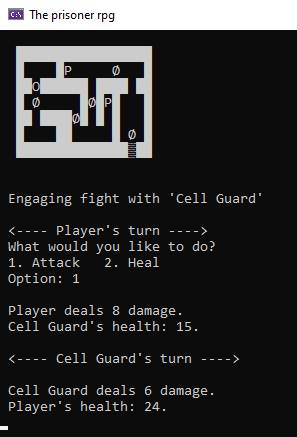 The prisoner rpg
P Ø
O
Ø Ø P
Ø
Ø
Engaging fight with 'Cell Guard'
<---- Player's turn ---->
What would you like to do?
1. Attack 2. Heal
Option: 1
Player deals 8 damage.
Cell Guard's health: 15.
<---- Cell Guard's turn ---->
Cell Guard deals 6 damage.
Player's health: 24.